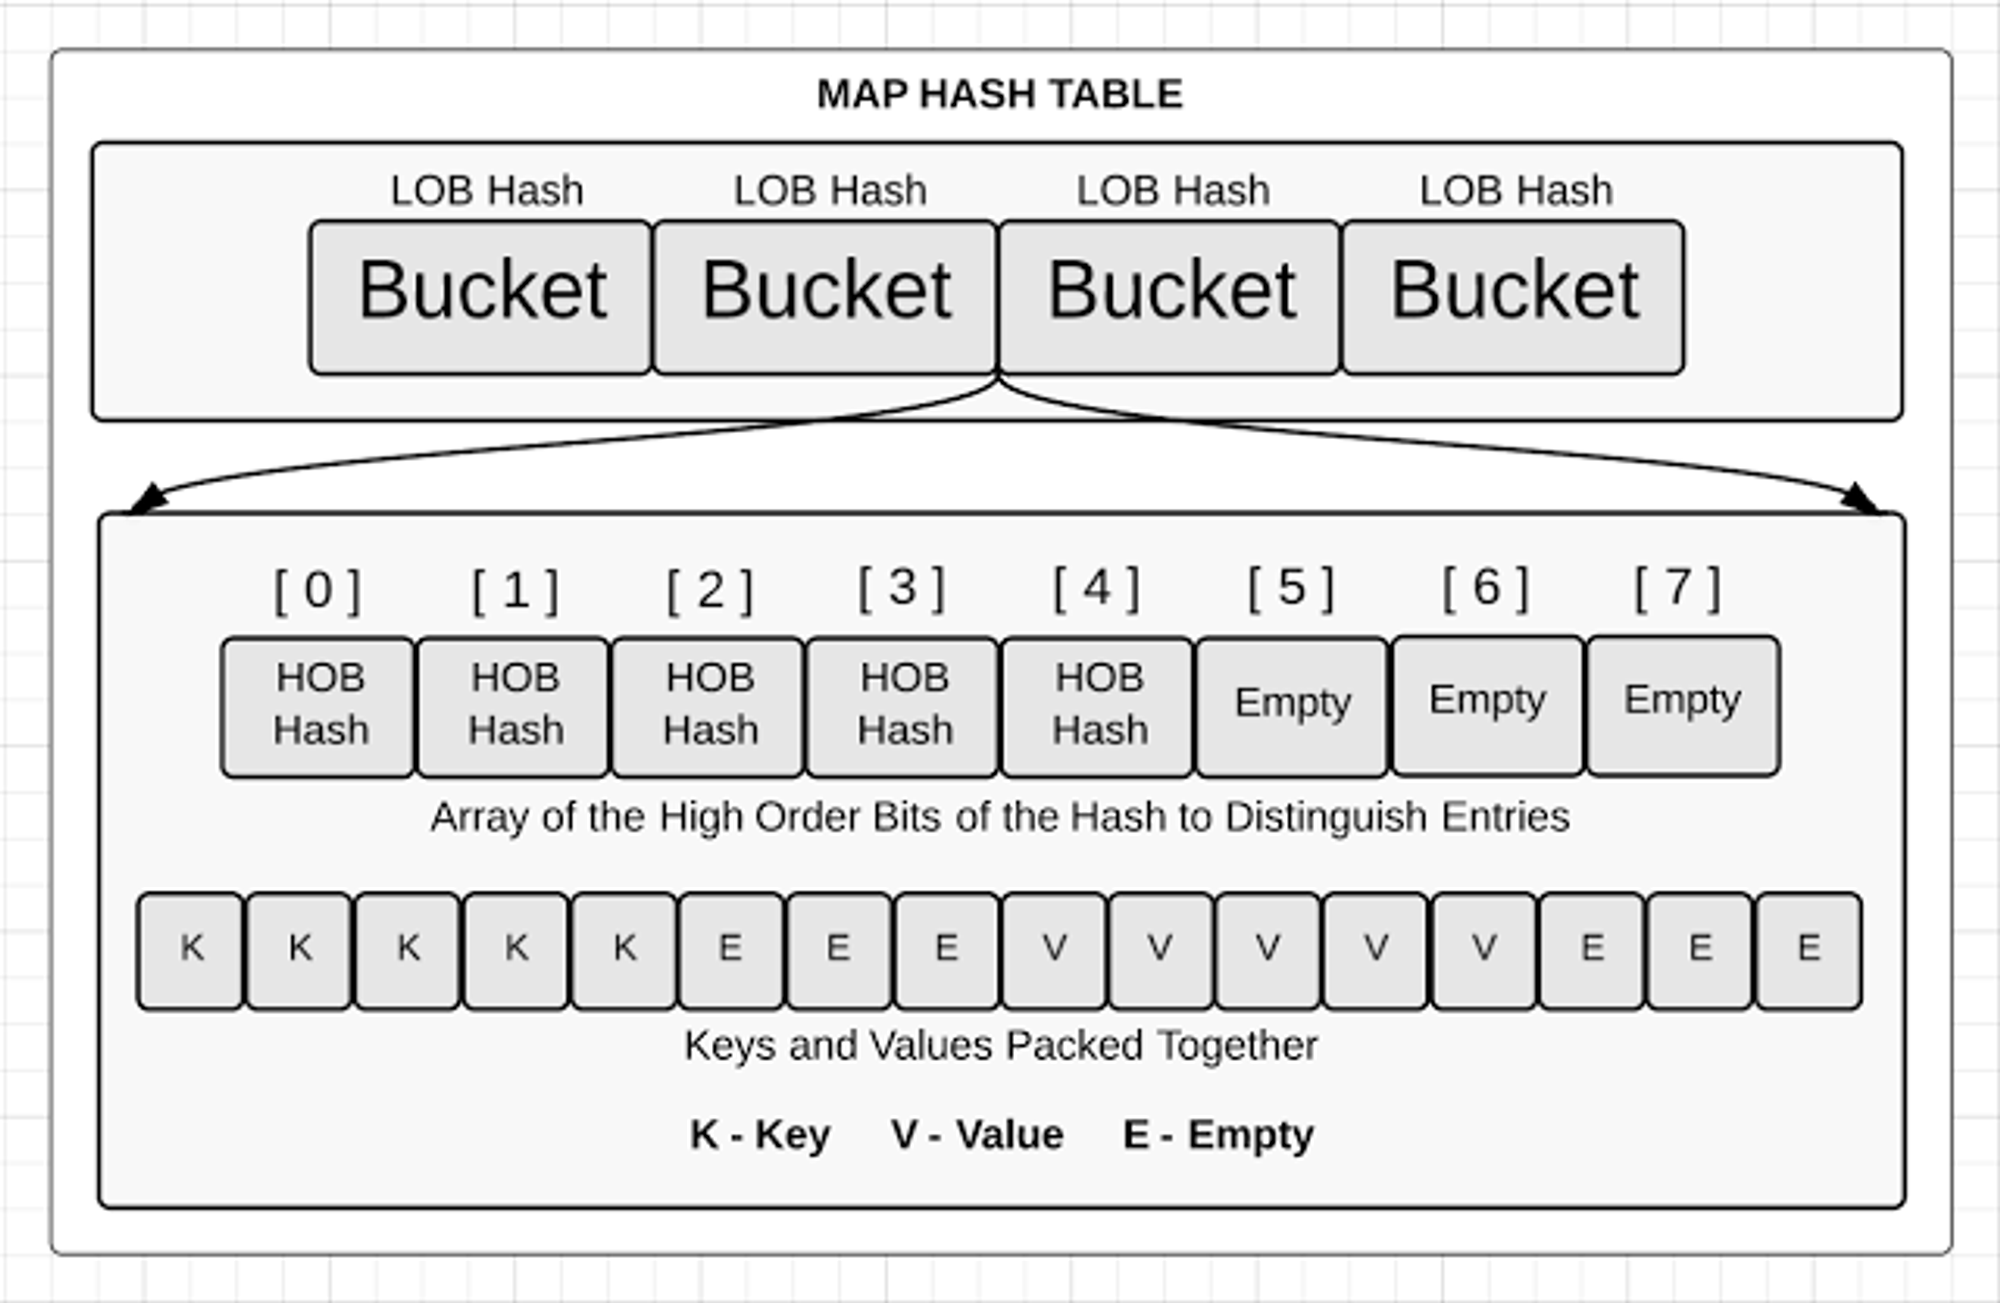 MAP HASH TABLE
LOB Hash LOB Hash LOB Hash LOB Hash
Bucket Bucket Bucket Bucket
[ 0 ] [ 1 ] [ 2 ] [ 3 ] [ 4 ] [ 5 ] [ 6 ] [ 7 ]
HOB Hash HOB Hash HOB Hash HOB Hash HOB Hash Empty Empty Empty
Array of the High Order Bits of the Hash to Distinguish Entries
K K K K K E E E V V V V V E E E
Keys and Values Packed Together
K - Key V - Value E - Empty